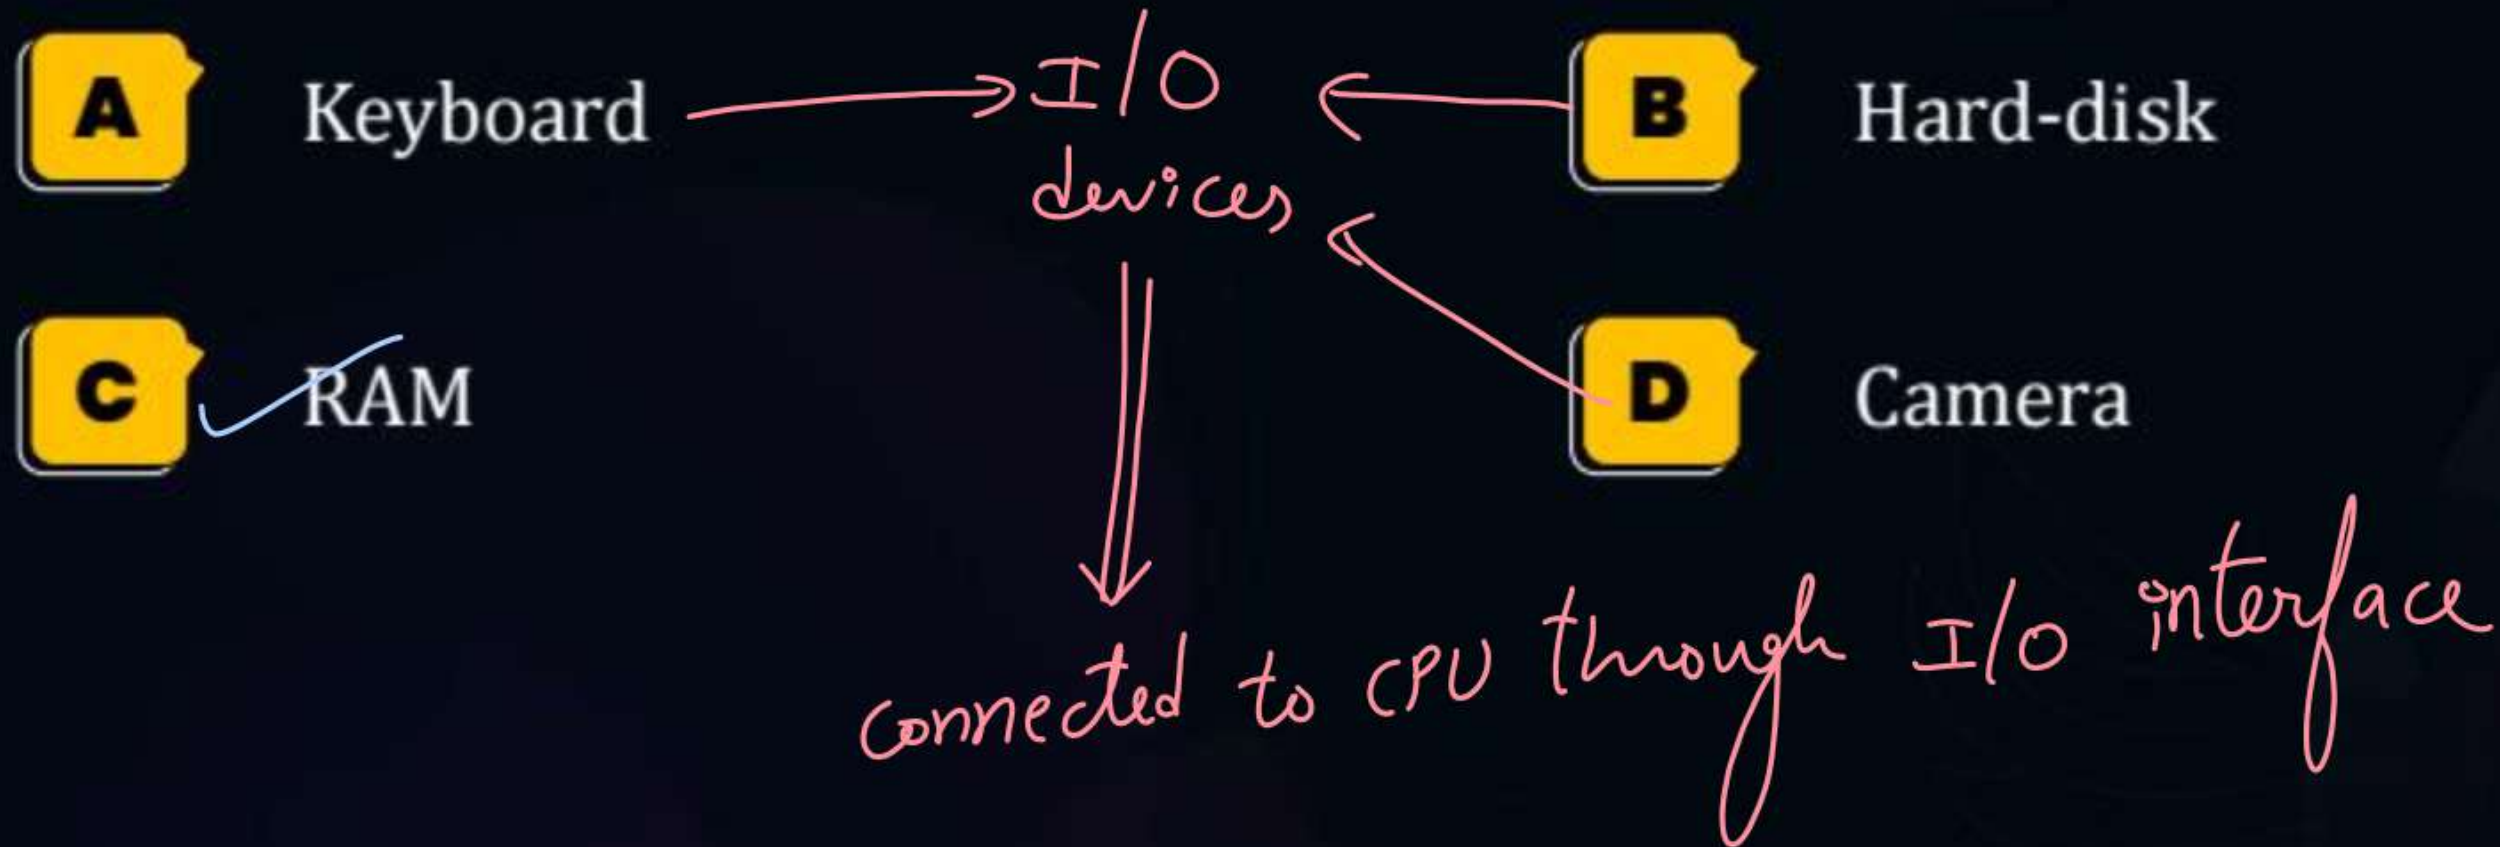 A Keyboard
I/O
devices
B Hard-disk
C RAM
D Camera
connected to CPU through I/O interface